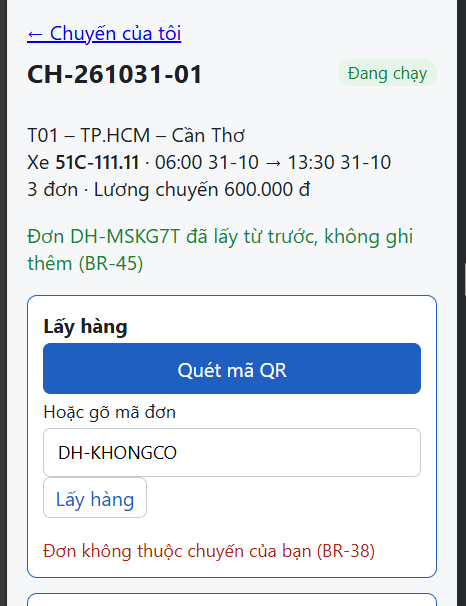 ← Chuyến của tôi
CH-261031-01
Đang chạy
T01 – TP.HCM – Cần Thơ
Xe 51C-111.11 · 06:00 31-10 → 13:30 31-10
3 đơn · Lương chuyến 600.000 đ
Đơn DH-MSKG7T đã lấy từ trước, không ghi
thêm (BR-45)
Lấy hàng
Quét mã QR
Hoặc gõ mã đơn
DH-KHONGCO
Lấy hàng
Đơn không thuộc chuyến của bạn (BR-38)